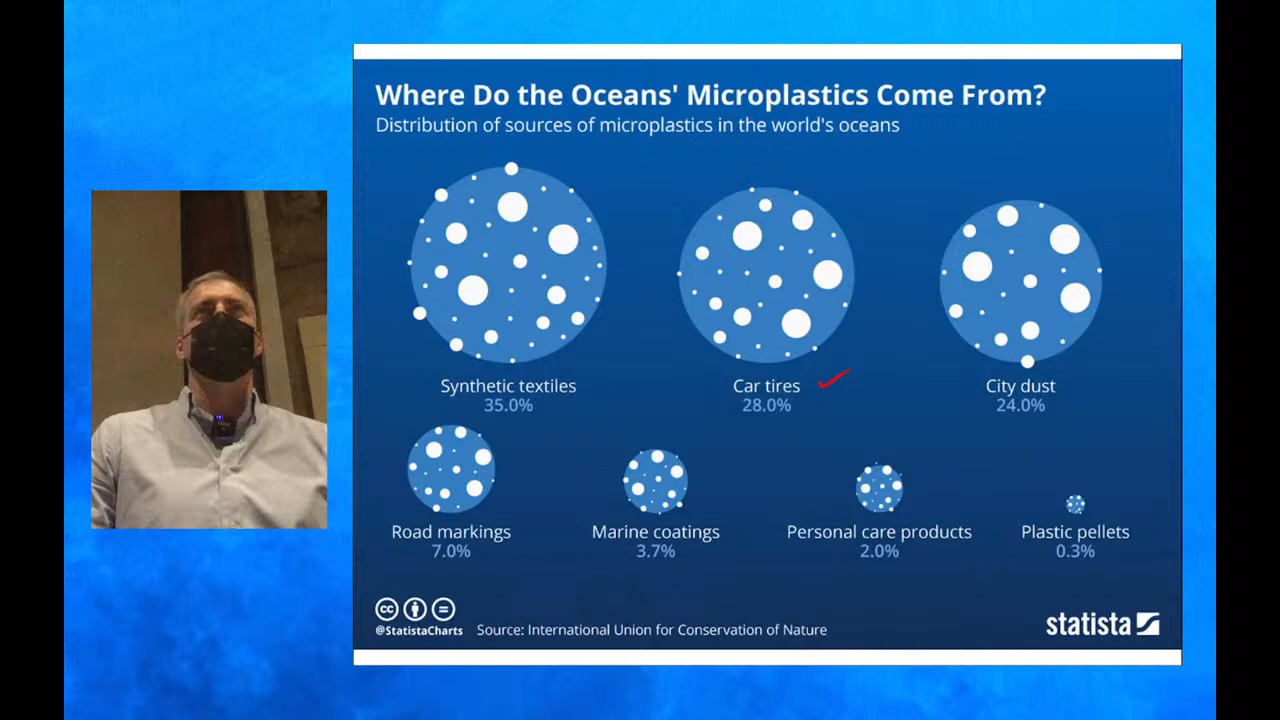 Where Do the Oceans' Microplastics Come From?
Distribution of sources of microplastics in the world's oceans
Synthetic textiles
35.0%
Car tires
28.0%
City dust
24.0%
Road markings
7.0%
Marine coatings
3.7%
Personal care products
2.0%
Plastic pellets
0.3%
cc
@StatistaCharts
Source: International Union for Conservation of Nature
statista